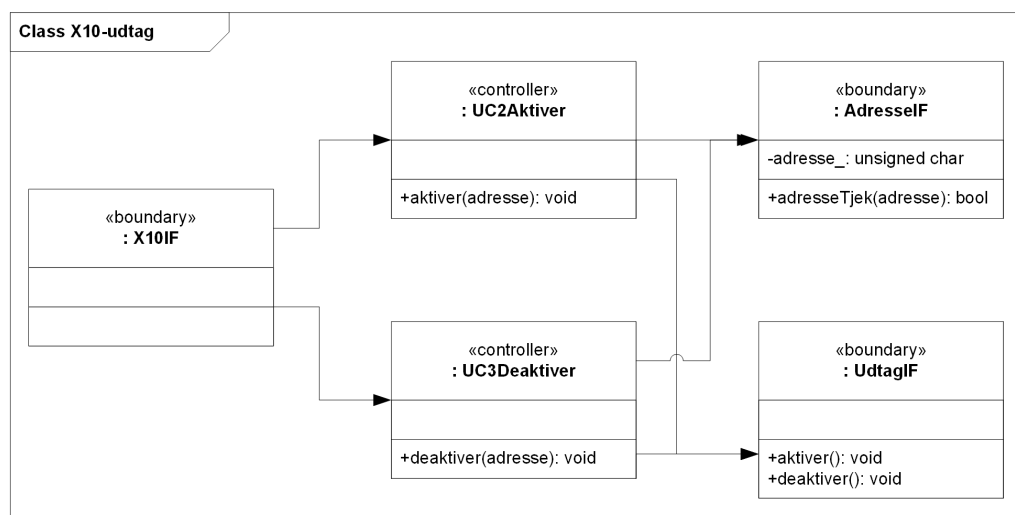 Class X10-udtag
«controller»
: UC2Aktiver
+aktiver(adresse): void
«boundary»
: AdresseIF
-adresse_: unsigned char
+adresseTjek(adresse): bool
«boundary»
: X10IF
«controller»
: UC3Deaktiver
+deaktiver(adresse): void
«boundary»
: UdtagIF
+aktiver(): void
+deaktiver(): void